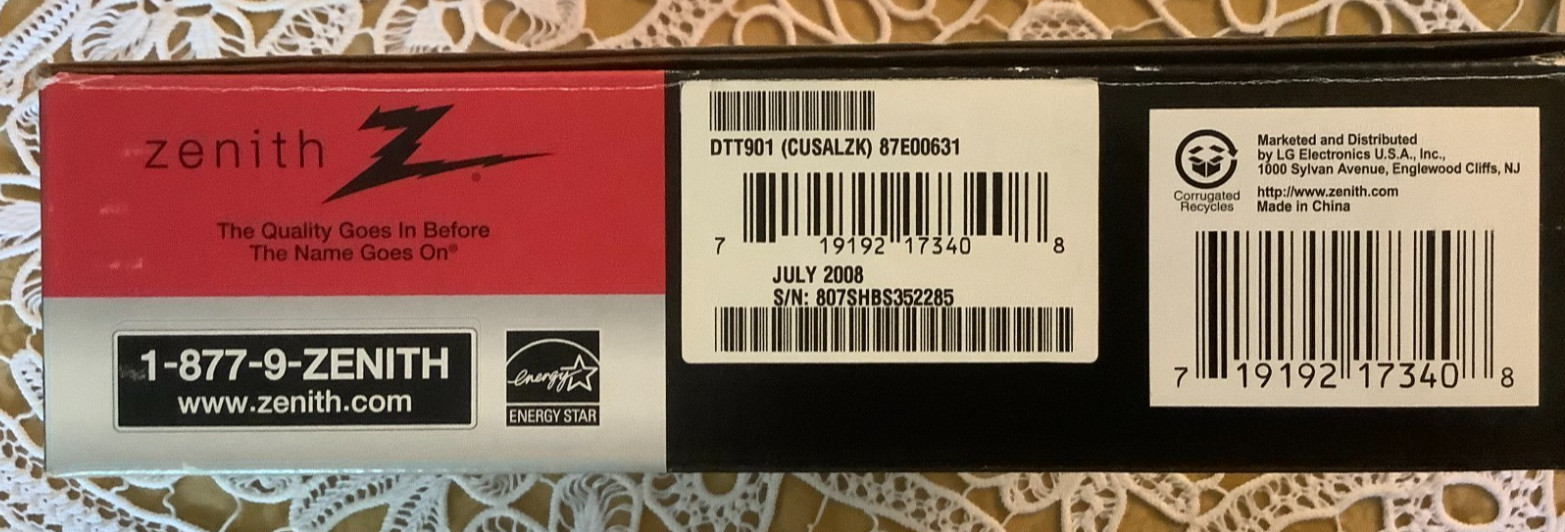 zenith
The Quality Goes In Before
The Name Goes On®
1-877-9-ZENITH
www.zenith.com
energy
ENERGY STAR
DTT901 (CUSALZK) 87E00631
7 19192 17340 8
JULY 2008
S/N: 807SHBS352285
Corrugated
Recycles
Marketed and Distributed
by LG Electronics U.S.A., Inc.,
1000 Sylvan Avenue, Englewood Cliffs, NJ
http://www.zenith.com
Made in China
7 19192 17340 8